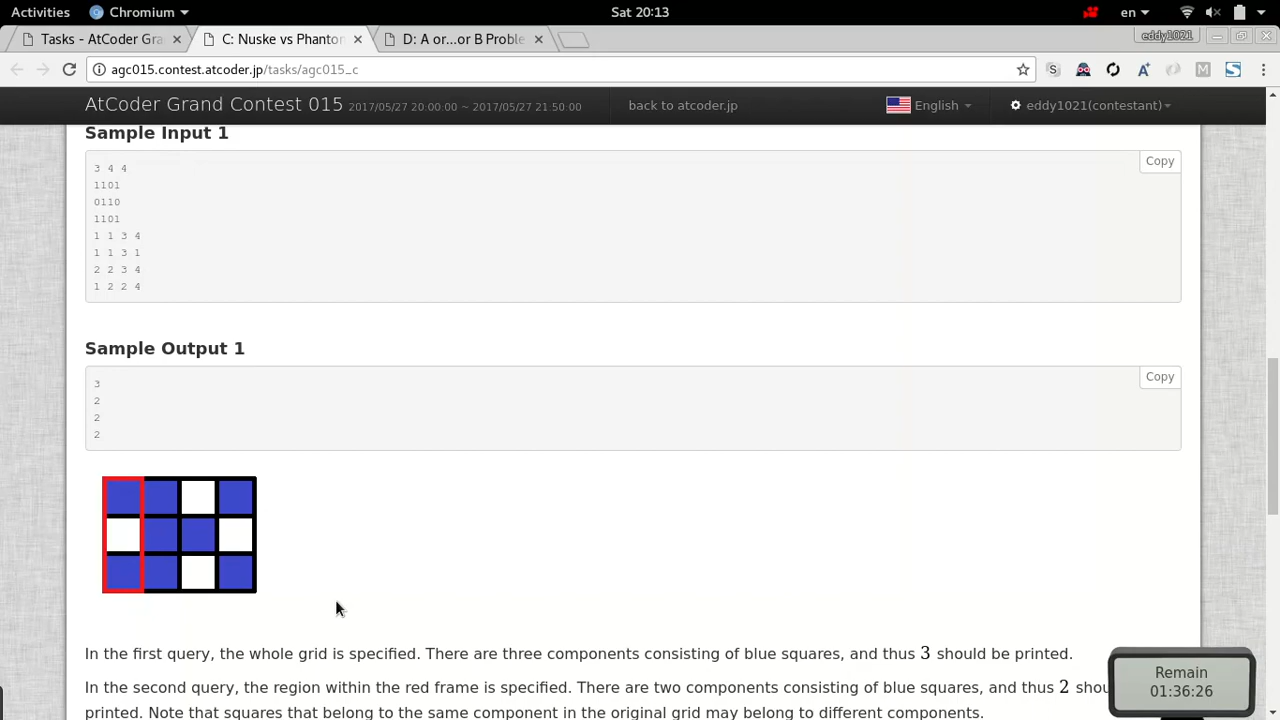 Activities Chromium Sat 20:13 en
Tasks - AtCoder Gra C: Nuske vs Phantom D: A or...or B Proble eddy1021
agc015.contest.atcoder.jp/tasks/agc015_c
AtCoder Grand Contest 015 2017/05/27 20:00:00 ~ 2017/05/27 21:50:00 back to atcoder.jp English eddy1021(contestant)
Sample Input 1
Copy
3 4 4
1101
0110
1101
1 1 3 4
1 1 3 1
2 2 3 4
1 2 2 4
Sample Output 1
Copy
3
2
2
2
In the first query, the whole grid is specified. There are three components consisting of blue squares, and thus 3 should be printed.
In the second query, the region within the red frame is specified. There are two components consisting of blue squares, and thus 2 shou
printed. Note that squares that belong to the same component in the original grid may belong to different components.
Remain
01:36:26